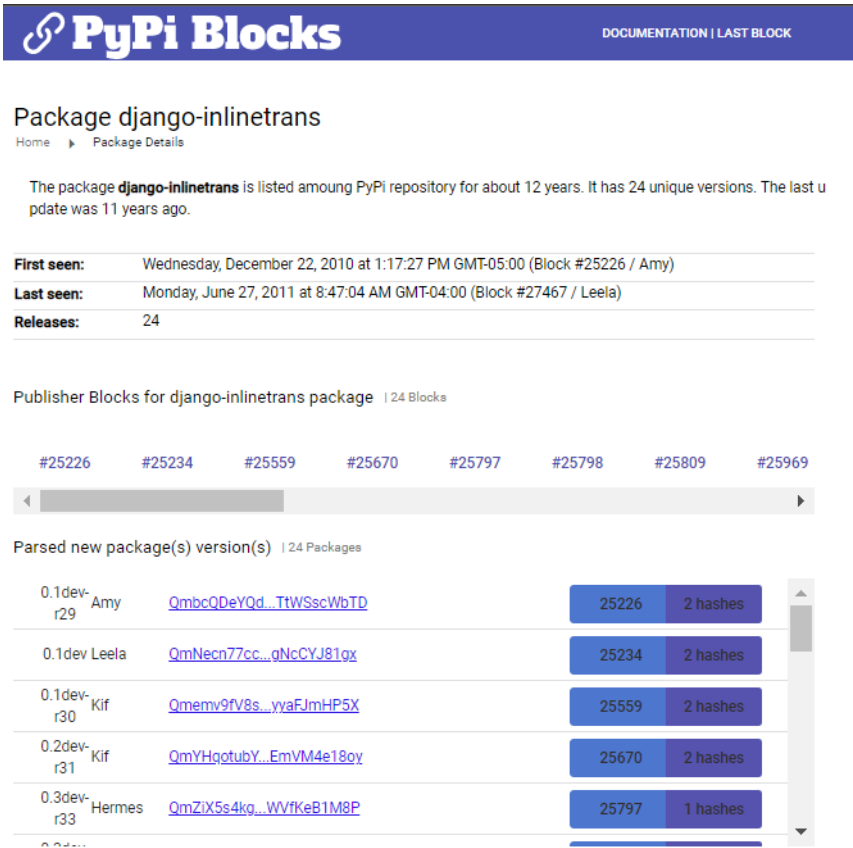 PyPi Blocks
DOCUMENTATION | LAST BLOCK
Package django-inlinetrans
Home Package Details
The package django-inlinetrans is listed amoung PyPi repository for about 12 years. It has 24 unique versions. The last u
pdate was 11 years ago.
First seen: Wednesday, December 22, 2010 at 1:17:27 PM GMT-05:00 (Block #25226 / Amy)
Last seen: Monday, June 27, 2011 at 8:47:04 AM GMT-04:00 (Block #27467 / Leela)
Releases: 24
Publisher Blocks for django-inlinetrans package | 24 Blocks
#25226 #25234 #25559 #25670 #25797 #25798 #25809 #25969
Parsed new package(s) version(s) | 24 Packages
0.1dev-
r29 Amy QmbcQDeYQd...TtWSscWbTD 25226 2 hashes
0.1dev Leela QmNecn77cc...gNcCYJ81gx 25234 2 hashes
0.1dev-
r30 Kif Qmemv9fV8s...yyaFJmHP5X 25559 2 hashes
0.2dev-
r31 Kif QmYHqotubY...EmVM4e18oy 25670 2 hashes
0.3dev-
r33 Hermes QmZiX5s4kg...WVfKeB1M8P 25797 1 hashes